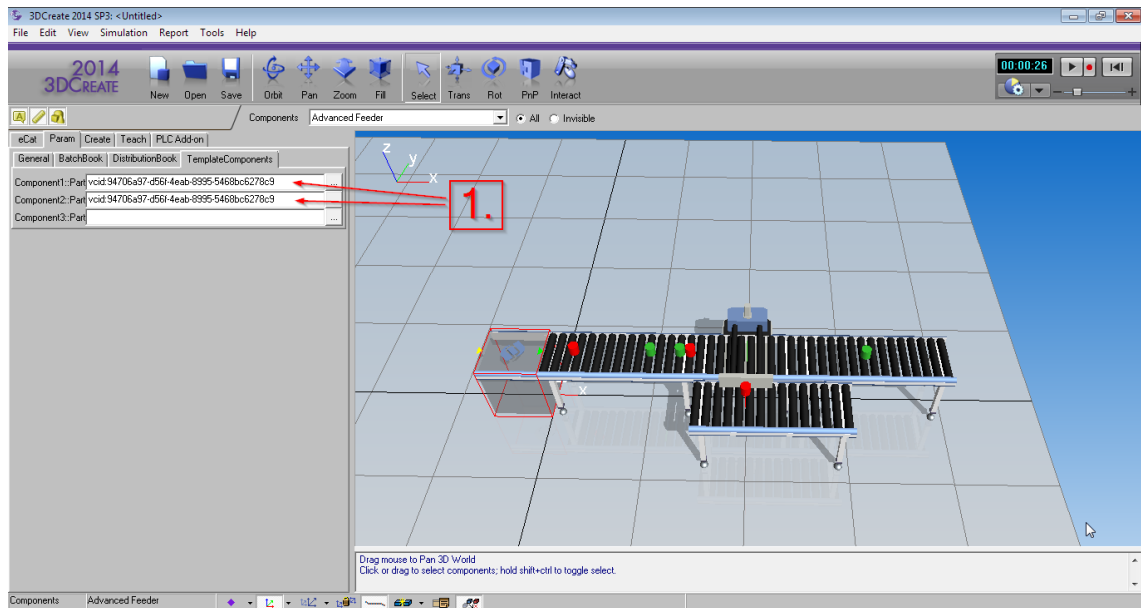 3DCreate 2014 SP3: <Untitled>
File Edit View Simulation Report Tools Help
2014
3DCREATE
New Open Save Orbit Pan Zoom Fill Select Trans Rot PnP Interact
00:00:26
Components Advanced Feeder All Invisible
eCat Param Create Teach PLC Add-on
General BatchBook DistributionBook TemplateComponents
Component1::Part vcid:94706a97-d56f-4eab-8995-5468bc6278c9 ...
Component2::Part vcid:94706a97-d56f-4eab-8995-5468bc6278c9
Component3::Part ...
1.
z
y
x
x
Drag mouse to Pan 3D World
Click or drag to select components; hold shift+ctrl to toggle select.
Components Advanced Feeder